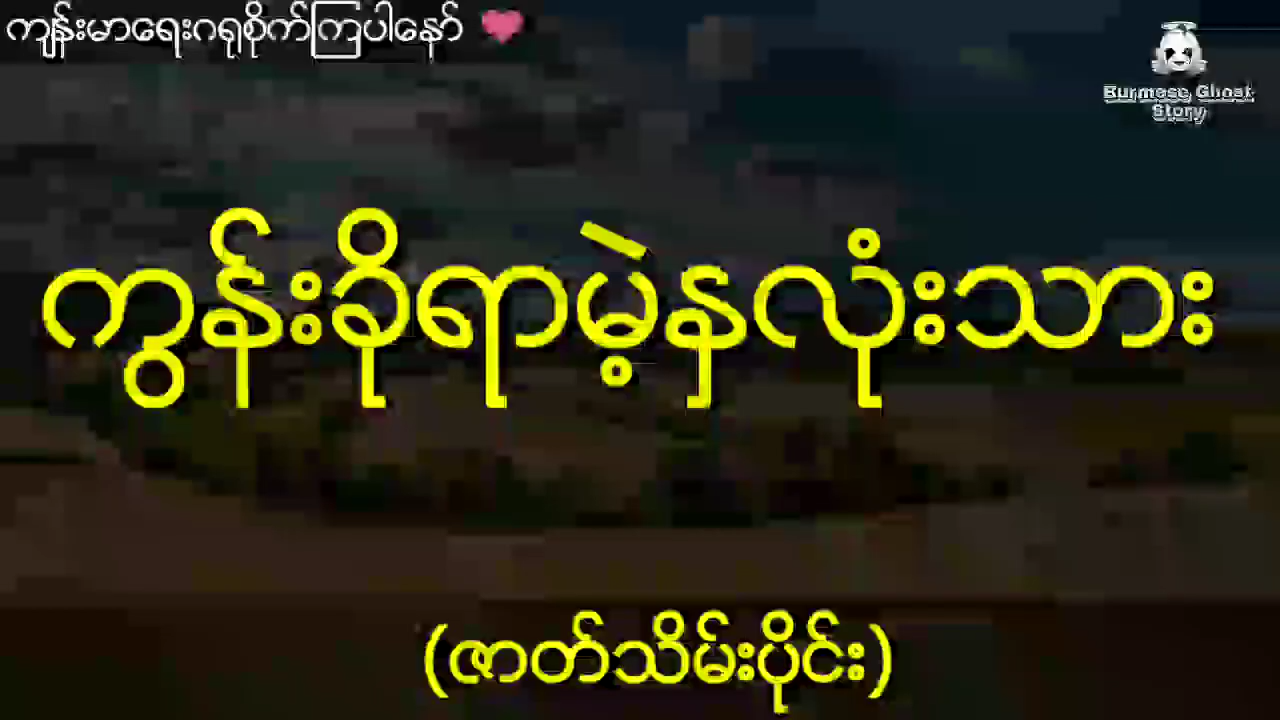 ကျန်းမာရေးဂရုစိုက်ကြပါနော် ❤
Burmese Ghost
Story
ကွန်းခိုရာမဲ့နှလုံးသား
(ဇာတ်သိမ်းပိုင်း)